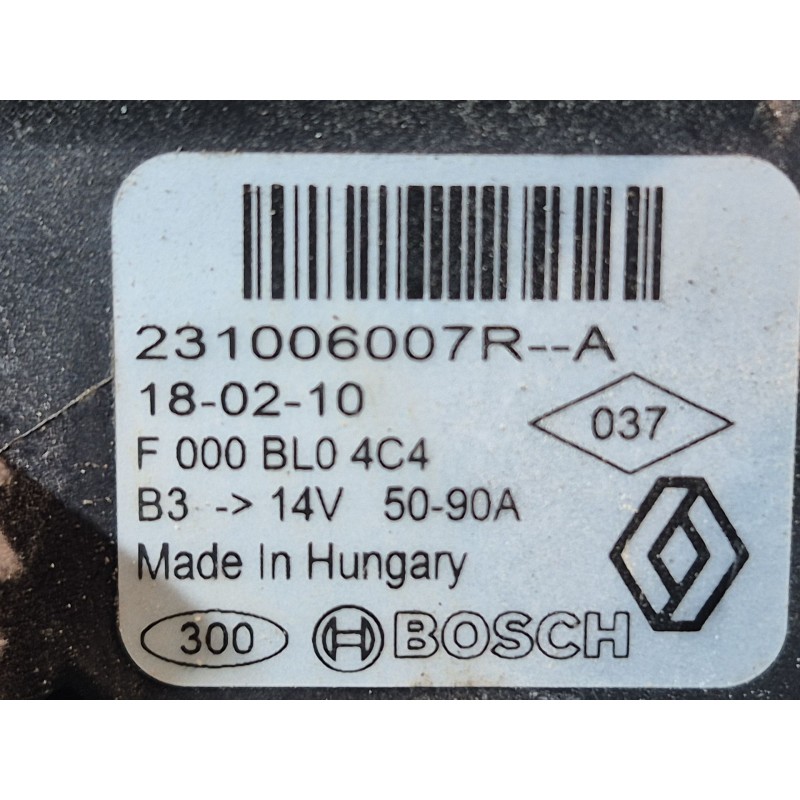 231006007R--A
18-02-10
037
F 000 BL0 4C4
B3 -> 14V 50-90A
Made In Hungary
300 BOSCH